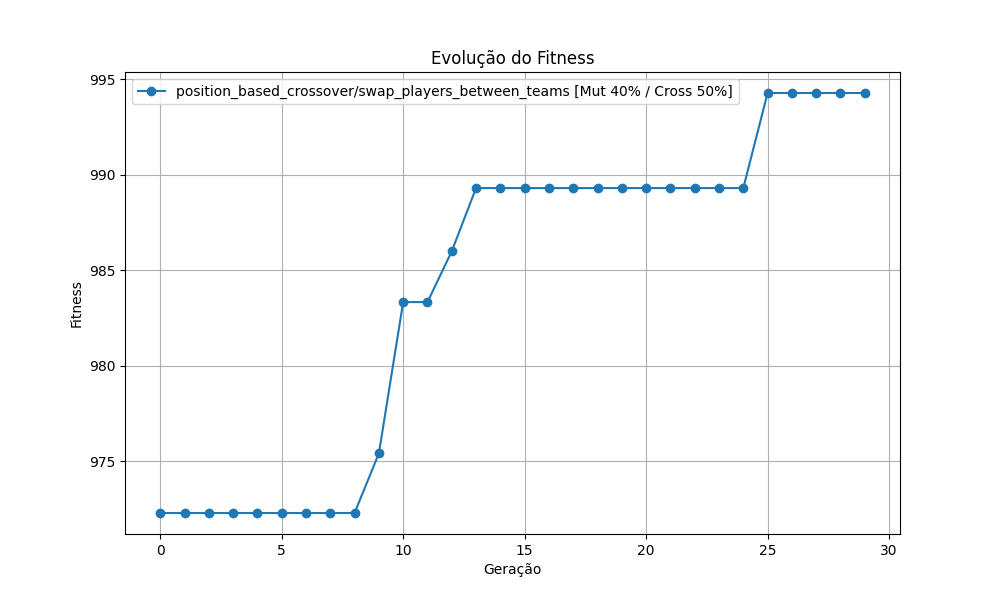 Evolução do Fitness
position_based_crossover/swap_players_between_teams [Mut 40% / Cross 50%]
995
990
985
980
975
Fitness
0 5 10 15 20 25 30
Geração